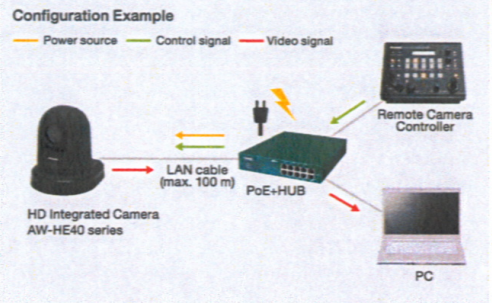 Configuration Example
Power source
Control signal
Video signal
Remote Camera
Controller
LAN cable
(max. 100 m)
PoE+HUB
HD Integrated Camera
AW-HE40 series
PC